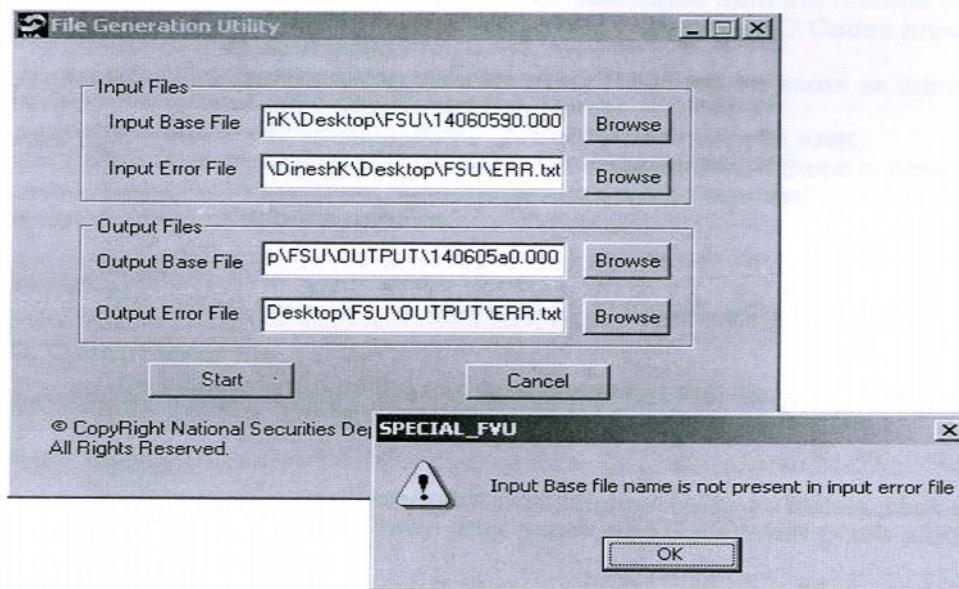 File Generation Utility
Input Files
Input Base File hK\Desktop\FSU\14060590.000 Browse
Input Error File \DineshK\Desktop\FSU\ERR.txt Browse
Output Files
Output Base File p\FSU\OUTPUT\140605a0.000 Browse
Output Error File Desktop\FSU\OUTPUT\ERR.txt Browse
Start Cancel
© CopyRight National Securities Dep
All Rights Reserved.
SPECIAL_FVU
Input Base file name is not present in input error file
OK